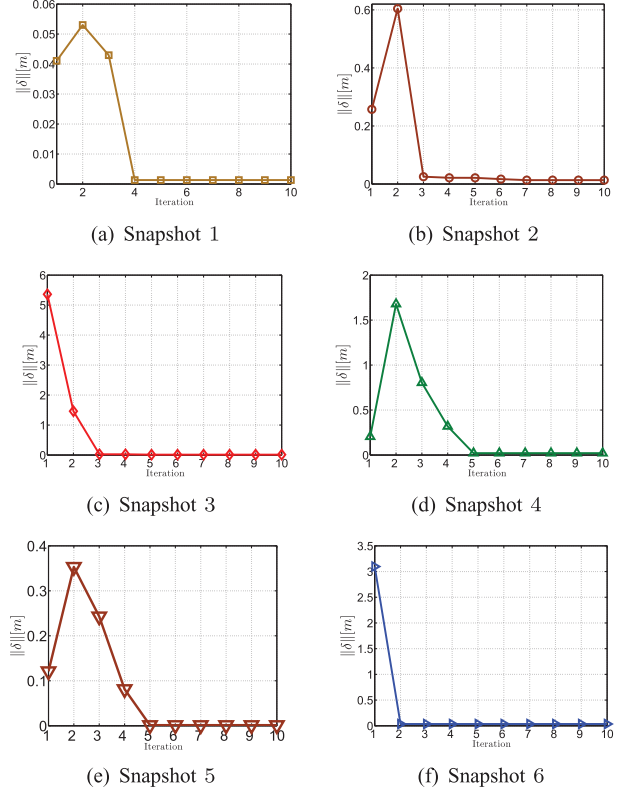 0.06
0.05
0.04
0.03
0.02
0.01
0
‖δ‖[m]
2 4 5 6 7 8 9 10
Iteration
(a) Snapshot 1
0.6
0.4
0.2
0
‖δ‖[m]
1 2 3 4 5 6 7 8 9 10
Iteration
(b) Snapshot 2
6
5
4
3
2
1
0
‖δ‖[m]
1 2 3 4 5 6 7 8 9 10
Iteration
(c) Snapshot 3
2
1.5
1
0.5
0
‖δ‖[m]
1 2 3 4 5 6 7 8 9 10
Iteration
(d) Snapshot 4
0.4
0.3
0.2
0.1
0
‖δ‖[m]
1 2 3 4 5 6 7 8 9 10
Iteration
(e) Snapshot 5
3.5
3
2.5
2
1.5
1
0.5
0
‖δ‖[m]
1 2 3 4 5 6 7 8 9 10
Iteration
(f) Snapshot 6